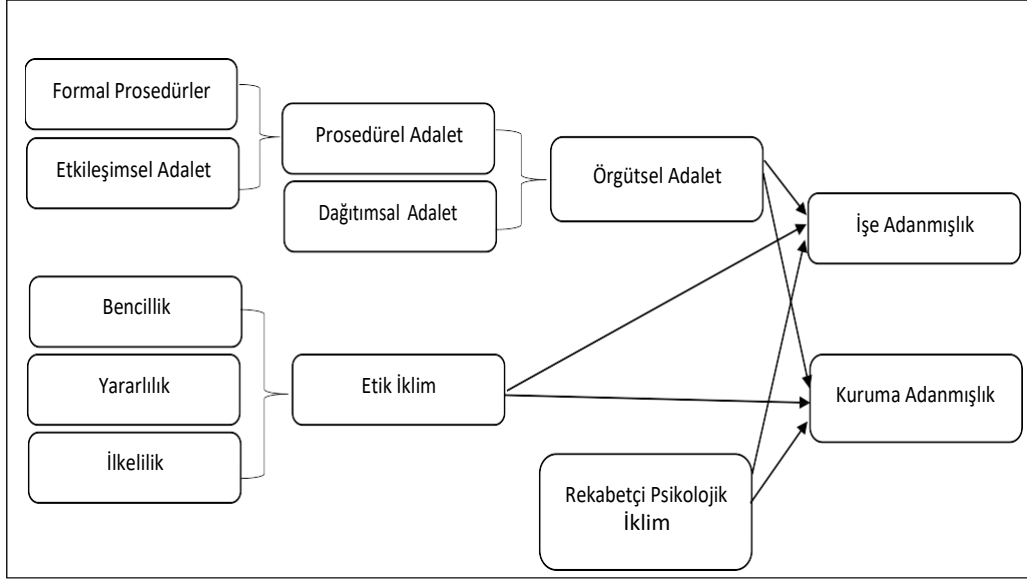 Formal Prosedürler
Etkileşimsel Adalet
Prosedürel Adalet
Dağıtımsal Adalet
Örgütsel Adalet
İşe Adanmışlık
Bencillik
Yararlılık
İlkelilik
Etik İklim
Kuruma Adanmışlık
Rekabetçi Psikolojik
İklim